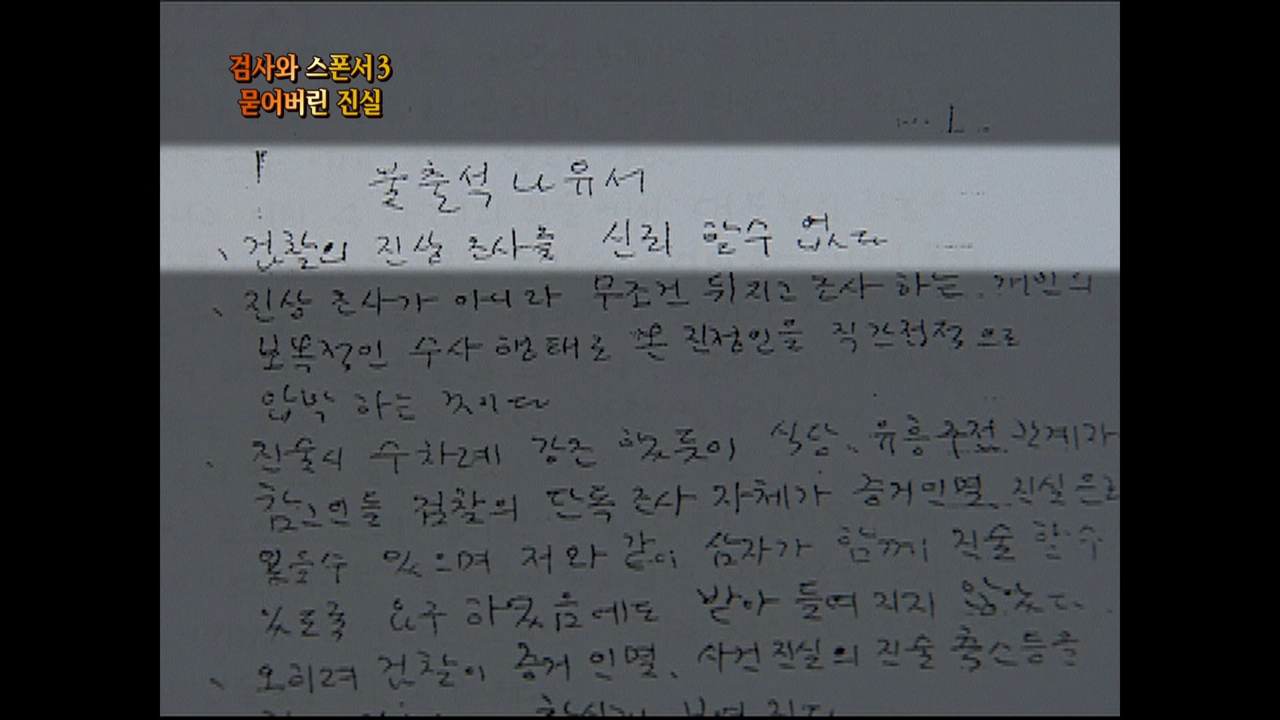 검사와 스폰서3
묻어버린 진실
불출석 사유서
、검찰의 진상 조사를 신뢰 할수 없다
、진상 조사가 아니라 무조건 뒤지고 조사 하는.
보복적인 수사 행태로 본 진정인을 직간접적으로
압박 하는 것이다
진술시 수차례 강조 했듯이 식당、유흥주점 관계가
참고인들 검찰의 단독 조사 자체가 증거인멸、진실은
있을수 있으며 저와 같이 삼자가 함께 진술 할수
있도록 요구 하였음에도 받아 들여 지지 않았다.
、오히려 검찰이 증거 인멸、사건진실의 진술 축소등을